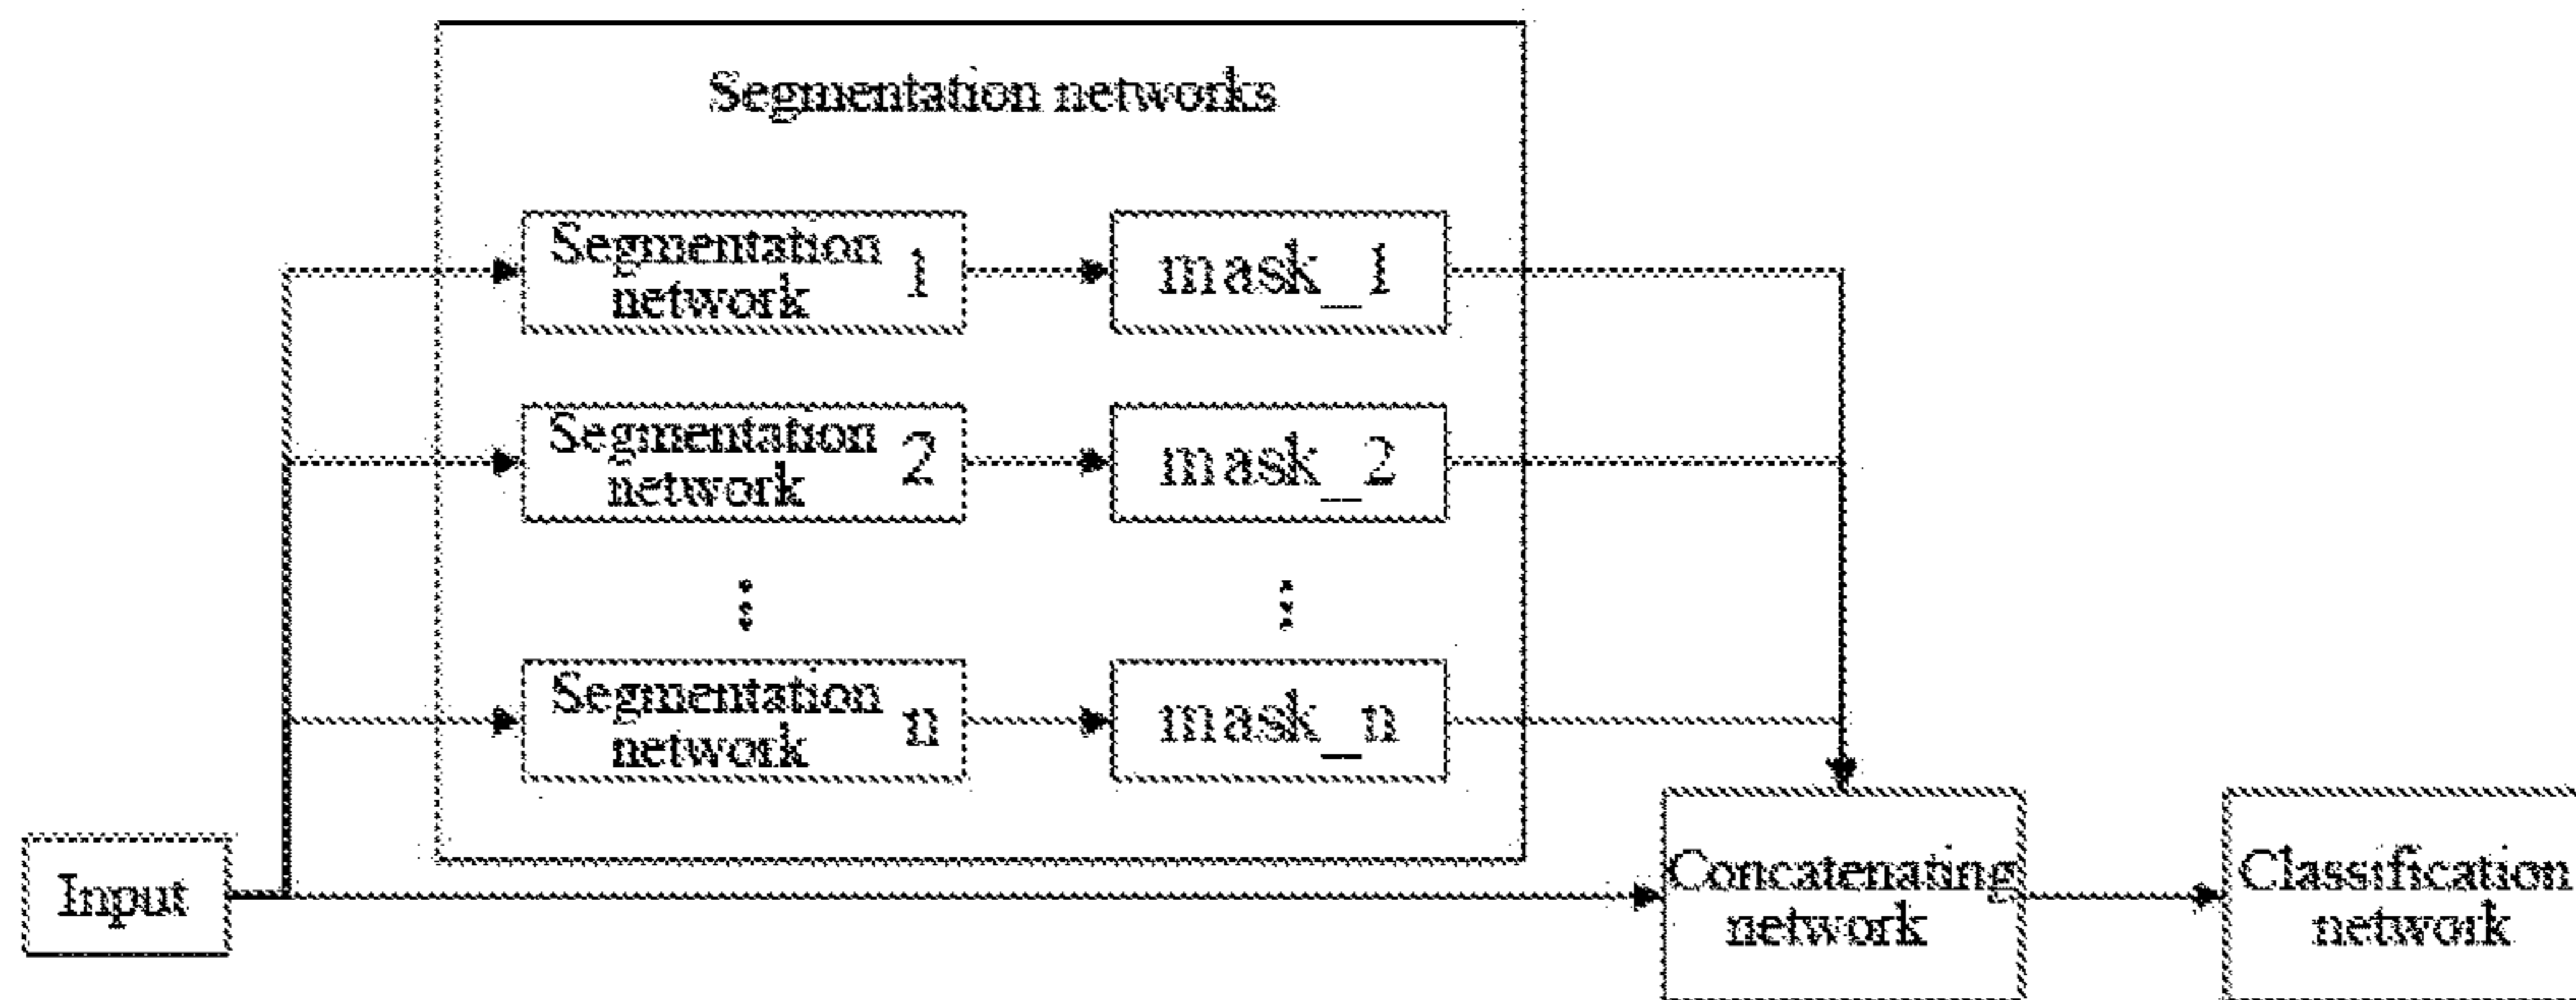 Segmentation networks
Segmentation
network 1
mask_1
Segmentation
network 2
mask_2
Segmentation
network n
mask_n
Input
Concatenating
network
Classification
network